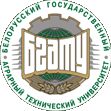 БЕЛОРУССКИЙ ГОСУДАРСТВЕННЫЙ
АГРАРНЫЙ ТЕХНИЧЕСКИЙ УНИВЕРСИТЕТ
БГАТУ